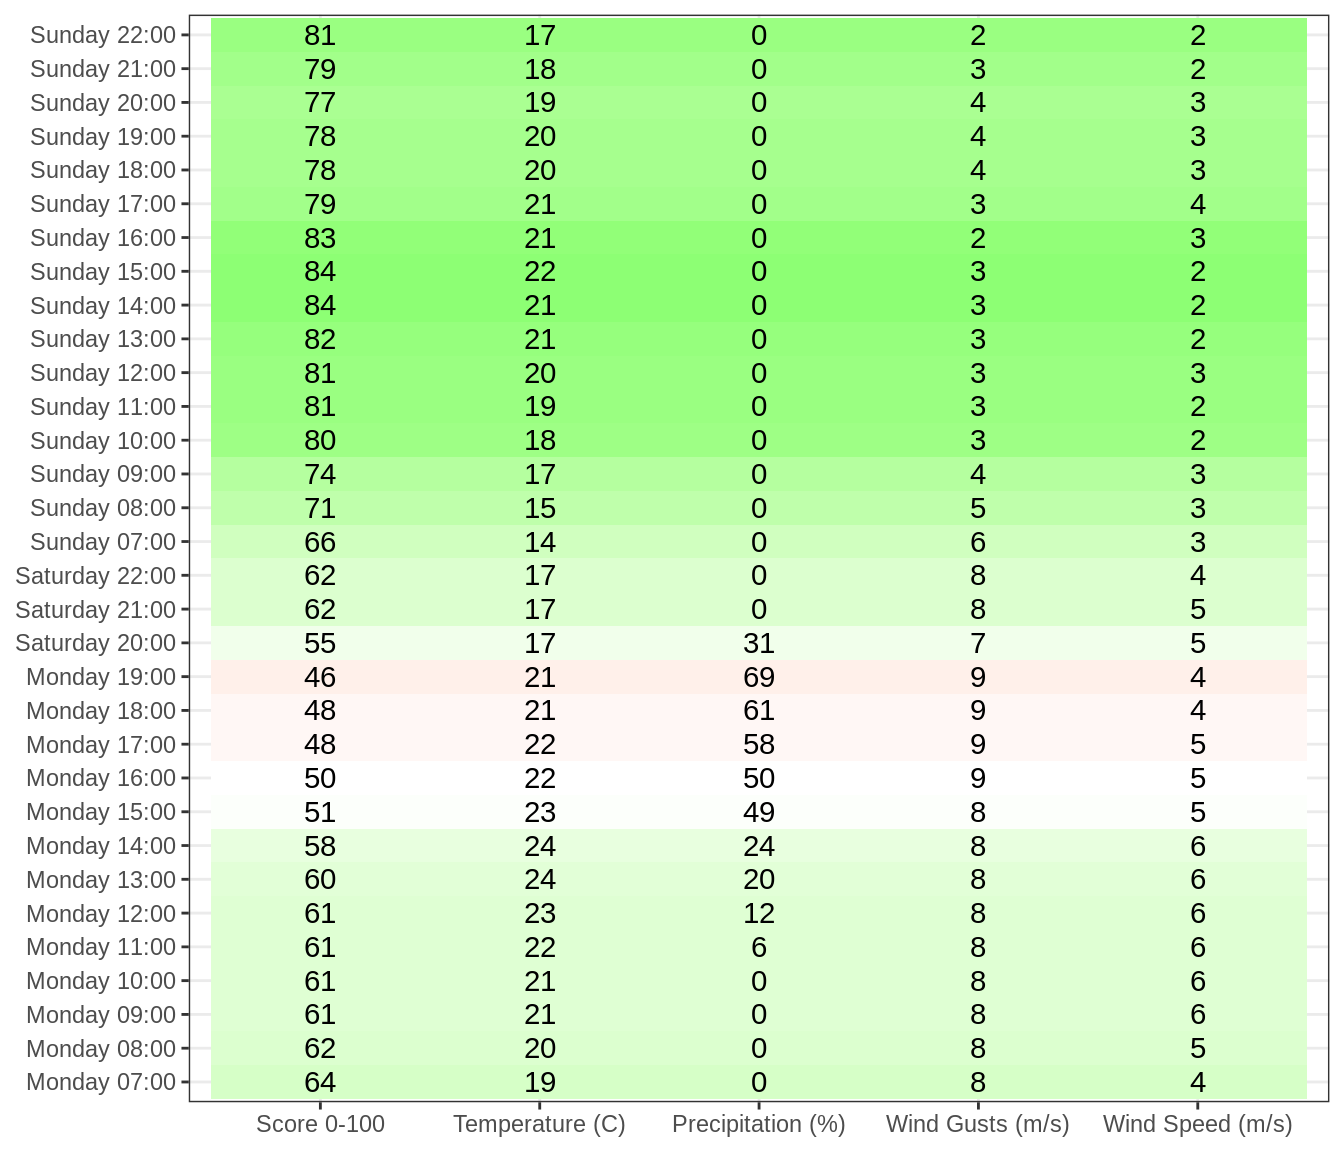 Sunday 22:00 81 17 0 2 2
Sunday 21:00 79 18 0 3 2
Sunday 20:00 77 19 0 4 3
Sunday 19:00 78 20 0 4 3
Sunday 18:00 78 20 0 4 3
Sunday 17:00 79 21 0 3 4
Sunday 16:00 83 21 0 2 3
Sunday 15:00 84 22 0 3 2
Sunday 14:00 84 21 0 3 2
Sunday 13:00 82 21 0 3 2
Sunday 12:00 81 20 0 3 3
Sunday 11:00 81 19 0 3 2
Sunday 10:00 80 18 0 3 2
Sunday 09:00 74 17 0 4 3
Sunday 08:00 71 15 0 5 3
Sunday 07:00 66 14 0 6 3
Saturday 22:00 62 17 0 8 4
Saturday 21:00 62 17 0 8 5
Saturday 20:00 55 17 31 7 5
Monday 19:00 46 21 69 9 4
Monday 18:00 48 21 61 9 4
Monday 17:00 48 22 58 9 5
Monday 16:00 50 22 50 9 5
Monday 15:00 51 23 49 8 5
Monday 14:00 58 24 24 8 6
Monday 13:00 60 24 20 8 6
Monday 12:00 61 23 12 8 6
Monday 11:00 61 22 6 8 6
Monday 10:00 61 21 0 8 6
Monday 09:00 61 21 0 8 6
Monday 08:00 62 20 0 8 5
Monday 07:00 64 19 0 8 4
Score 0-100 Temperature (C) Precipitation (%) Wind Gusts (m/s) Wind Speed (m/s)